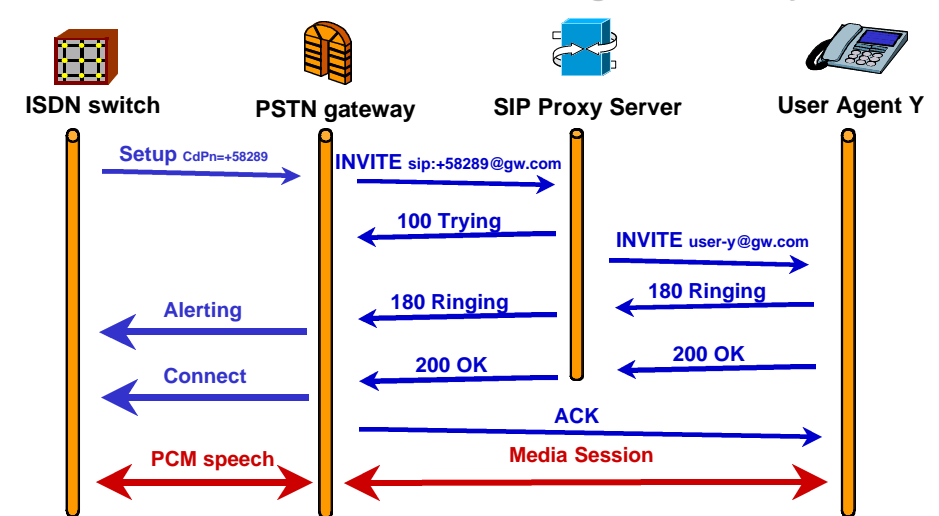 ISDN switch
PSTN gateway
SIP Proxy Server
User Agent Y
Setup CdPn=+58289
INVITE sip:+58289@gw.com
100 Trying
INVITE user-y@gw.com
180 Ringing
180 Ringing
Alerting
200 OK
200 OK
Connect
ACK
PCM speech
Media Session